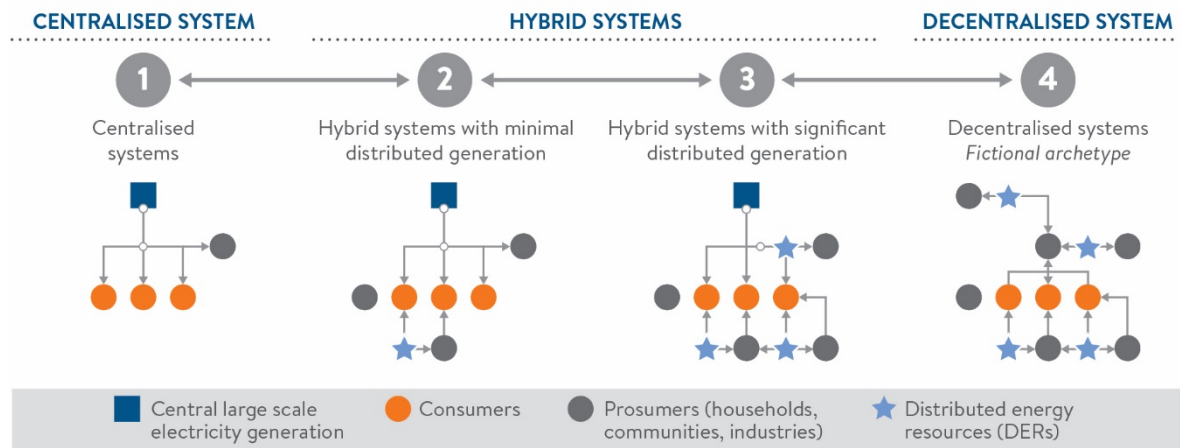 CENTRALISED SYSTEM
HYBRID SYSTEMS
DECENTRALISED SYSTEM
1
2
3
4
Centralised
systems
Hybrid systems with minimal
distributed generation
Hybrid systems with significant
distributed generation
Decentralised systems
Fictional archetype
Central large scale
electricity generation
Consumers
Prosumers (households,
communities, industries)
Distributed energy
resources (DERs)